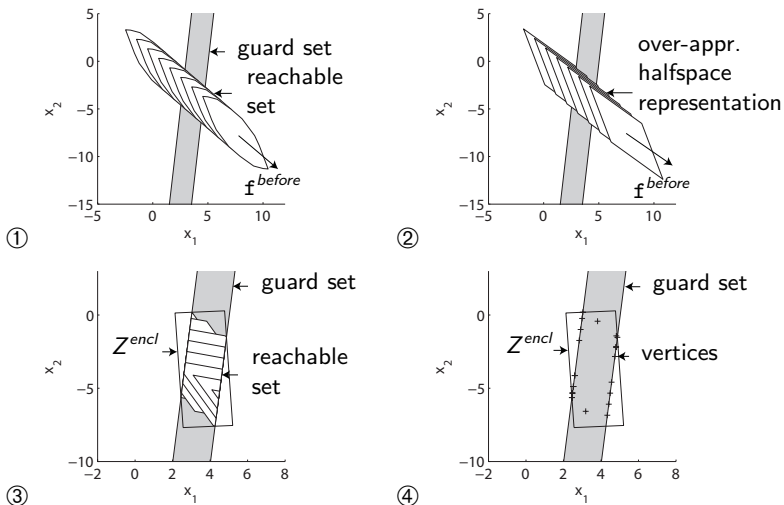 5
0
−5
−10
−15
−5 0 5 10
x1
x2
guard set
reachable
set
f before
①
5
0
−5
−10
−15
−5 0 5 10
x1
x2
over-appr.
halfspace
representation
f before
②
0
−5
−10
−2 0 2 4 6 8
x1
x2
guard set
Z encl
reachable
set
③
0
−5
−10
−2 0 2 4 6 8
x1
x2
guard set
Z encl
vertices
④